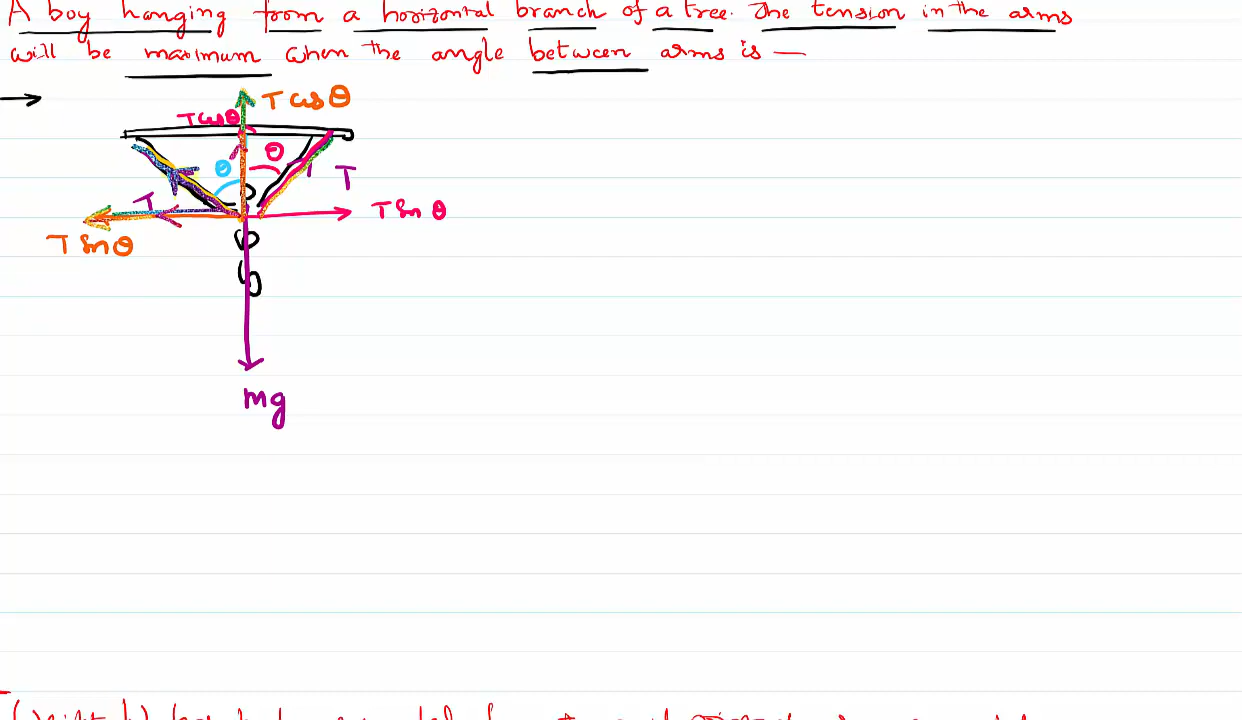 A boy hanging from a horizontal branch of a tree. The tension in the arms
will be maximum when the angle between arms is —
T cos θ
T cos θ
θ
θ
T
T
T sin θ
T sin θ
mg